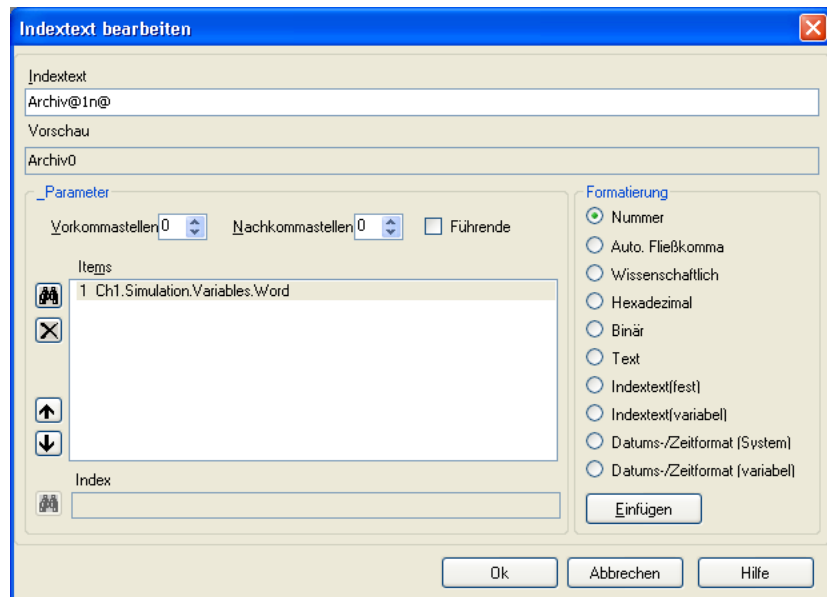 Indextext bearbeiten
Indextext
Archiv@1n@
Vorschau
Archiv0
_Parameter
Vorkommastellen 0 Nachkommastellen 0 Führende
Items
1 Ch1.Simulation.Variables.Word
Index
Formatierung
Nummer
Auto. Fließkomma
Wissenschaftlich
Hexadezimal
Binär
Text
Indextext(fest)
Indextext(variabel)
Datums-/Zeitformat (System)
Datums-/Zeitformat (variabel)
Einfügen
Ok Abbrechen Hilfe